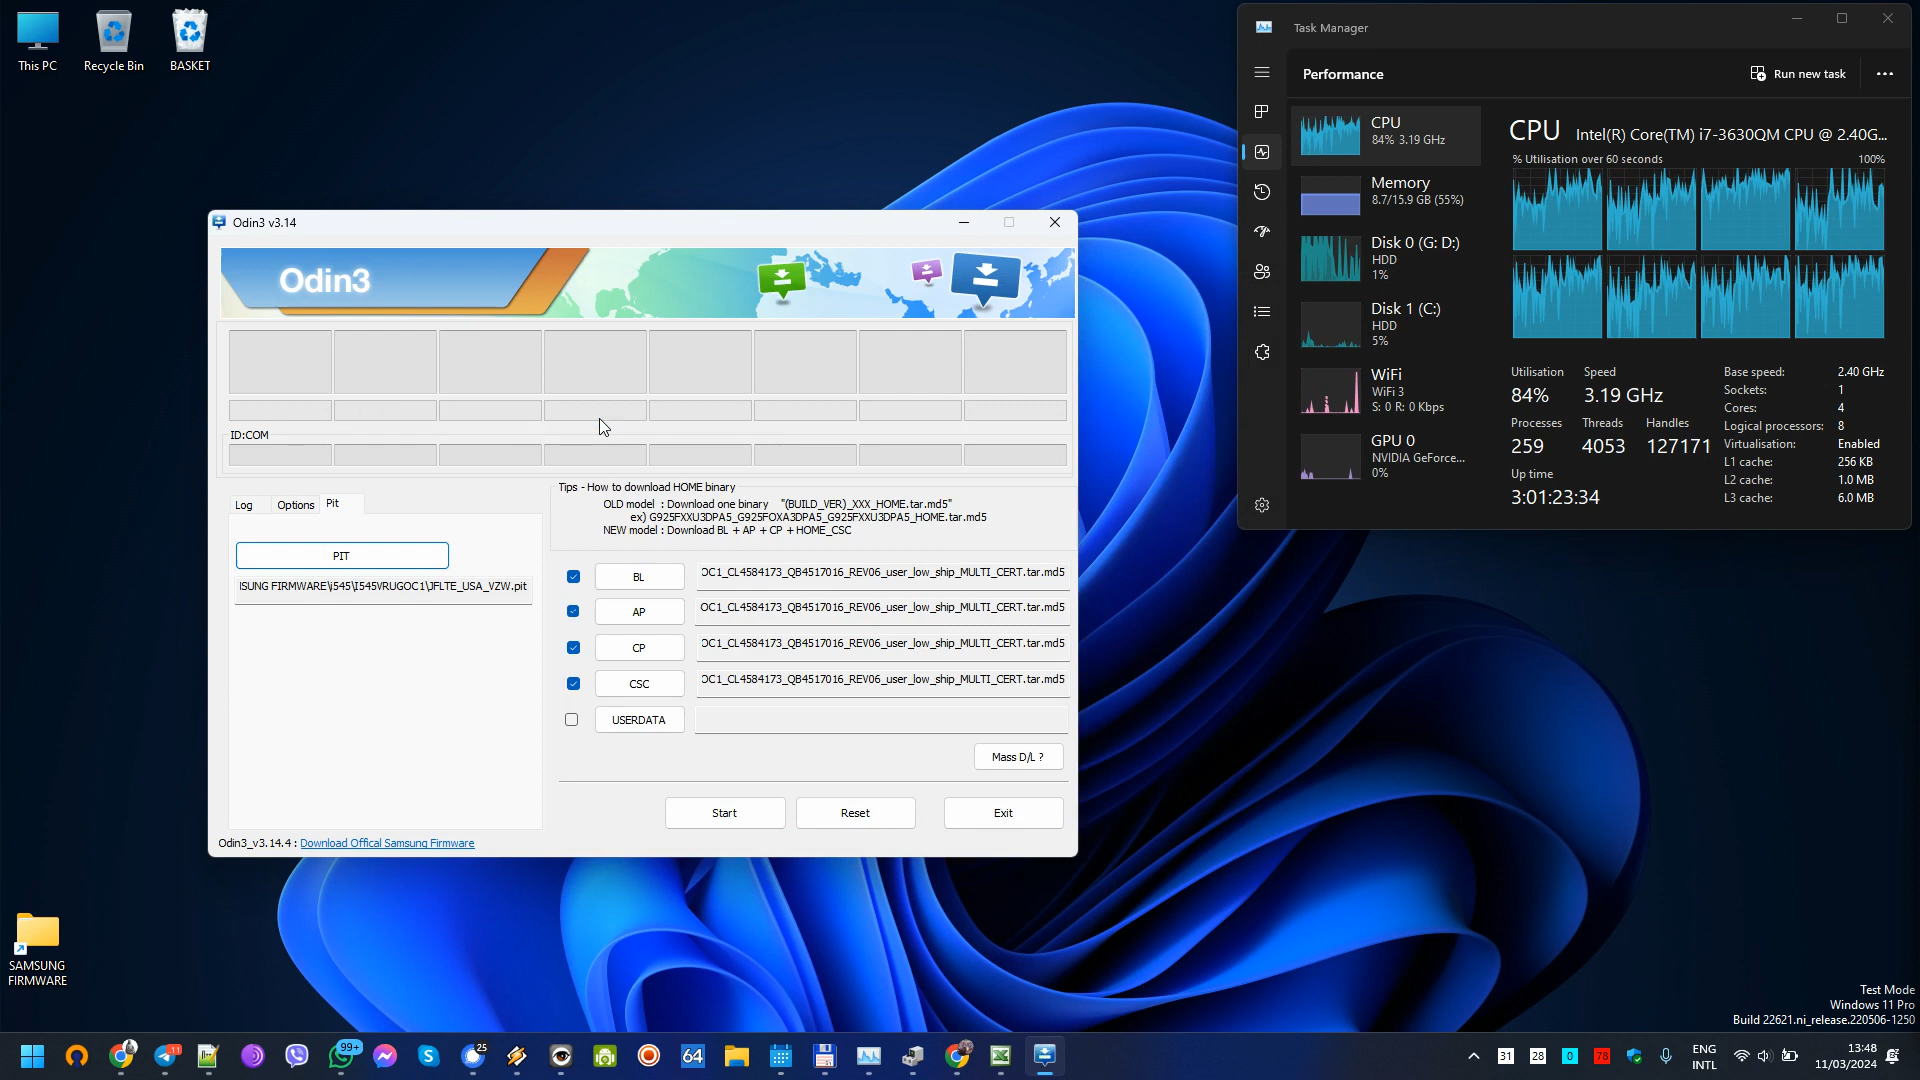 This PC
Recycle Bin
BASKET
Task Manager
Performance
Run new task
CPU
84% 3.19 GHz
Memory
8.7/15.9 GB (55%)
Disk 0 (G: D:)
HDD
1%
Disk 1 (C:)
HDD
5%
WiFi
WiFi 3
S: 0 R: 0 Kbps
GPU 0
NVIDIA GeForce...
0%
CPU
Intel(R) Core(TM) i7-3630QM CPU @ 2.40G...
% Utilisation over 60 seconds
100%
Utilisation
84%
Speed
3.19 GHz
Processes
259
Threads
4053
Handles
127171
Up time
3:01:23:34
Base speed: 2.40 GHz
Sockets: 1
Cores: 4
Logical processors: 8
Virtualisation: Enabled
L1 cache: 256 KB
L2 cache: 1.0 MB
L3 cache: 6.0 MB
Odin3 v3.14
Odin3
ID:COM
Log
Options
Pit
PIT
SUNG FIRMWARE\i545\I545VRUGOC1\JFLTE_USA_VZW.pit
Tips - How to download HOME binary
OLD model : Download one binary "(BUILD_VER)_XXX_HOME.tar.md5"
ex) G925FXXU3DPA5_G925FOXA3DPA5_G925FXXU3DPA5_HOME.tar.md5
NEW model : Download BL + AP + CP + HOME_CSC
BL
OC1_CL4584173_QB4517016_REV06_user_low_ship_MULTI_CERT.tar.md5
AP
OC1_CL4584173_QB4517016_REV06_user_low_ship_MULTI_CERT.tar.md5
CP
OC1_CL4584173_QB4517016_REV06_user_low_ship_MULTI_CERT.tar.md5
CSC
OC1_CL4584173_QB4517016_REV06_user_low_ship_MULTI_CERT.tar.md5
USERDATA
Mass D/L ?
Start
Reset
Exit
Odin3_v3.14.4 : Download Offical Samsung Firmware
SAMSUNG
FIRMWARE
Test Mode
Windows 11 Pro
Build 22621.ni_release.220506-1250
11
99+
25
64
31
28
0
78
ENG
INTL
13:48
11/03/2024